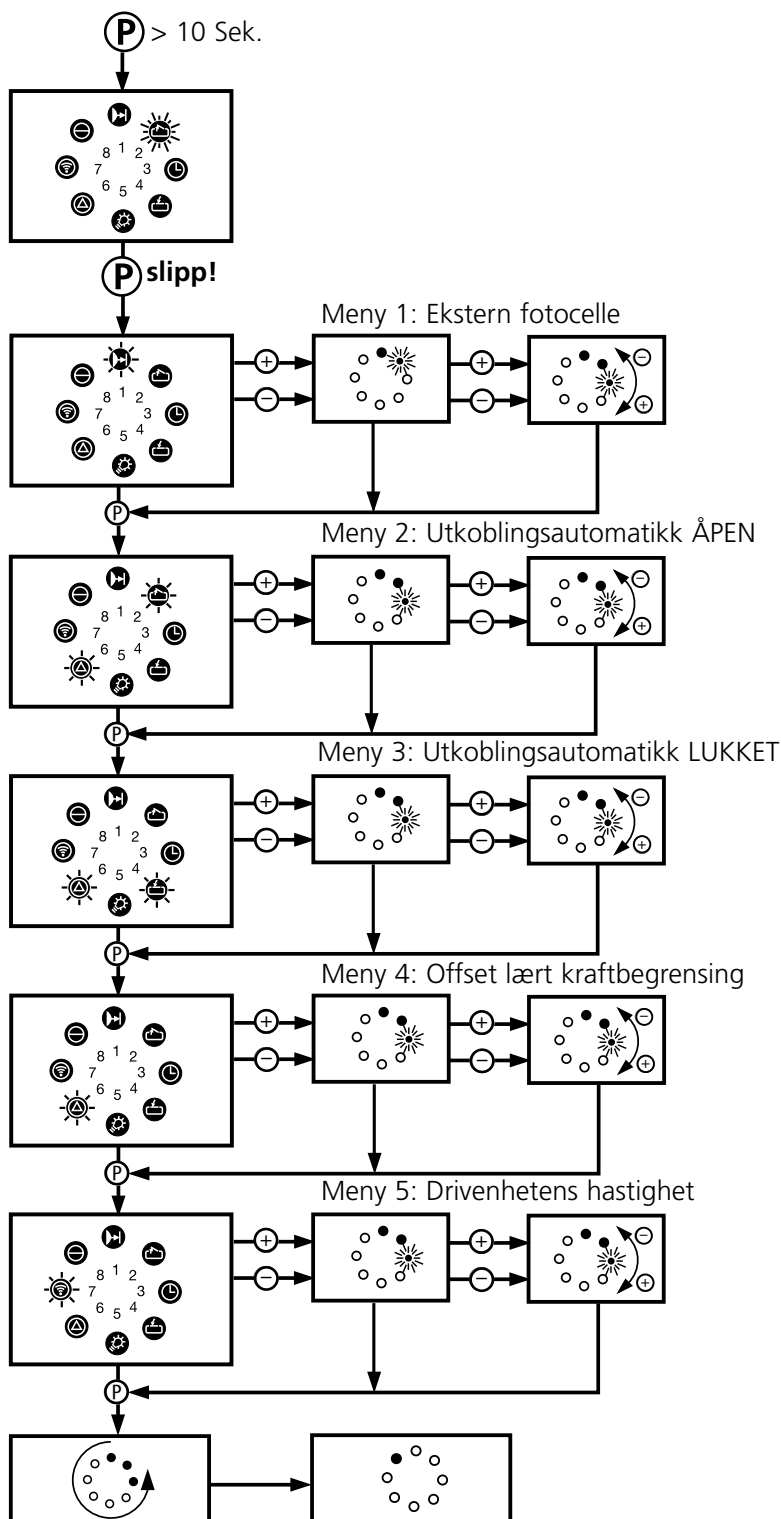 P > 10 Sek.
8 1 2
7 3
6 5 4
P slipp!
Meny 1: Ekstern fotocelle
8 1 2
7 3
6 5 4
+ + −
− − +
P
Meny 2: Utkoblingsautomatikk ÅPEN
8 1 2
7 3
6 5 4
+ + −
− − +
P
Meny 3: Utkoblingsautomatikk LUKKET
8 1 2
7 3
6 5 4
+ + −
− − +
P
Meny 4: Offset lært kraftbegrensing
8 1 2
7 3
6 5 4
+ + −
− − +
P
Meny 5: Drivenhetens hastighet
8 1 2
7 3
6 5 4
+ + −
− − +
P